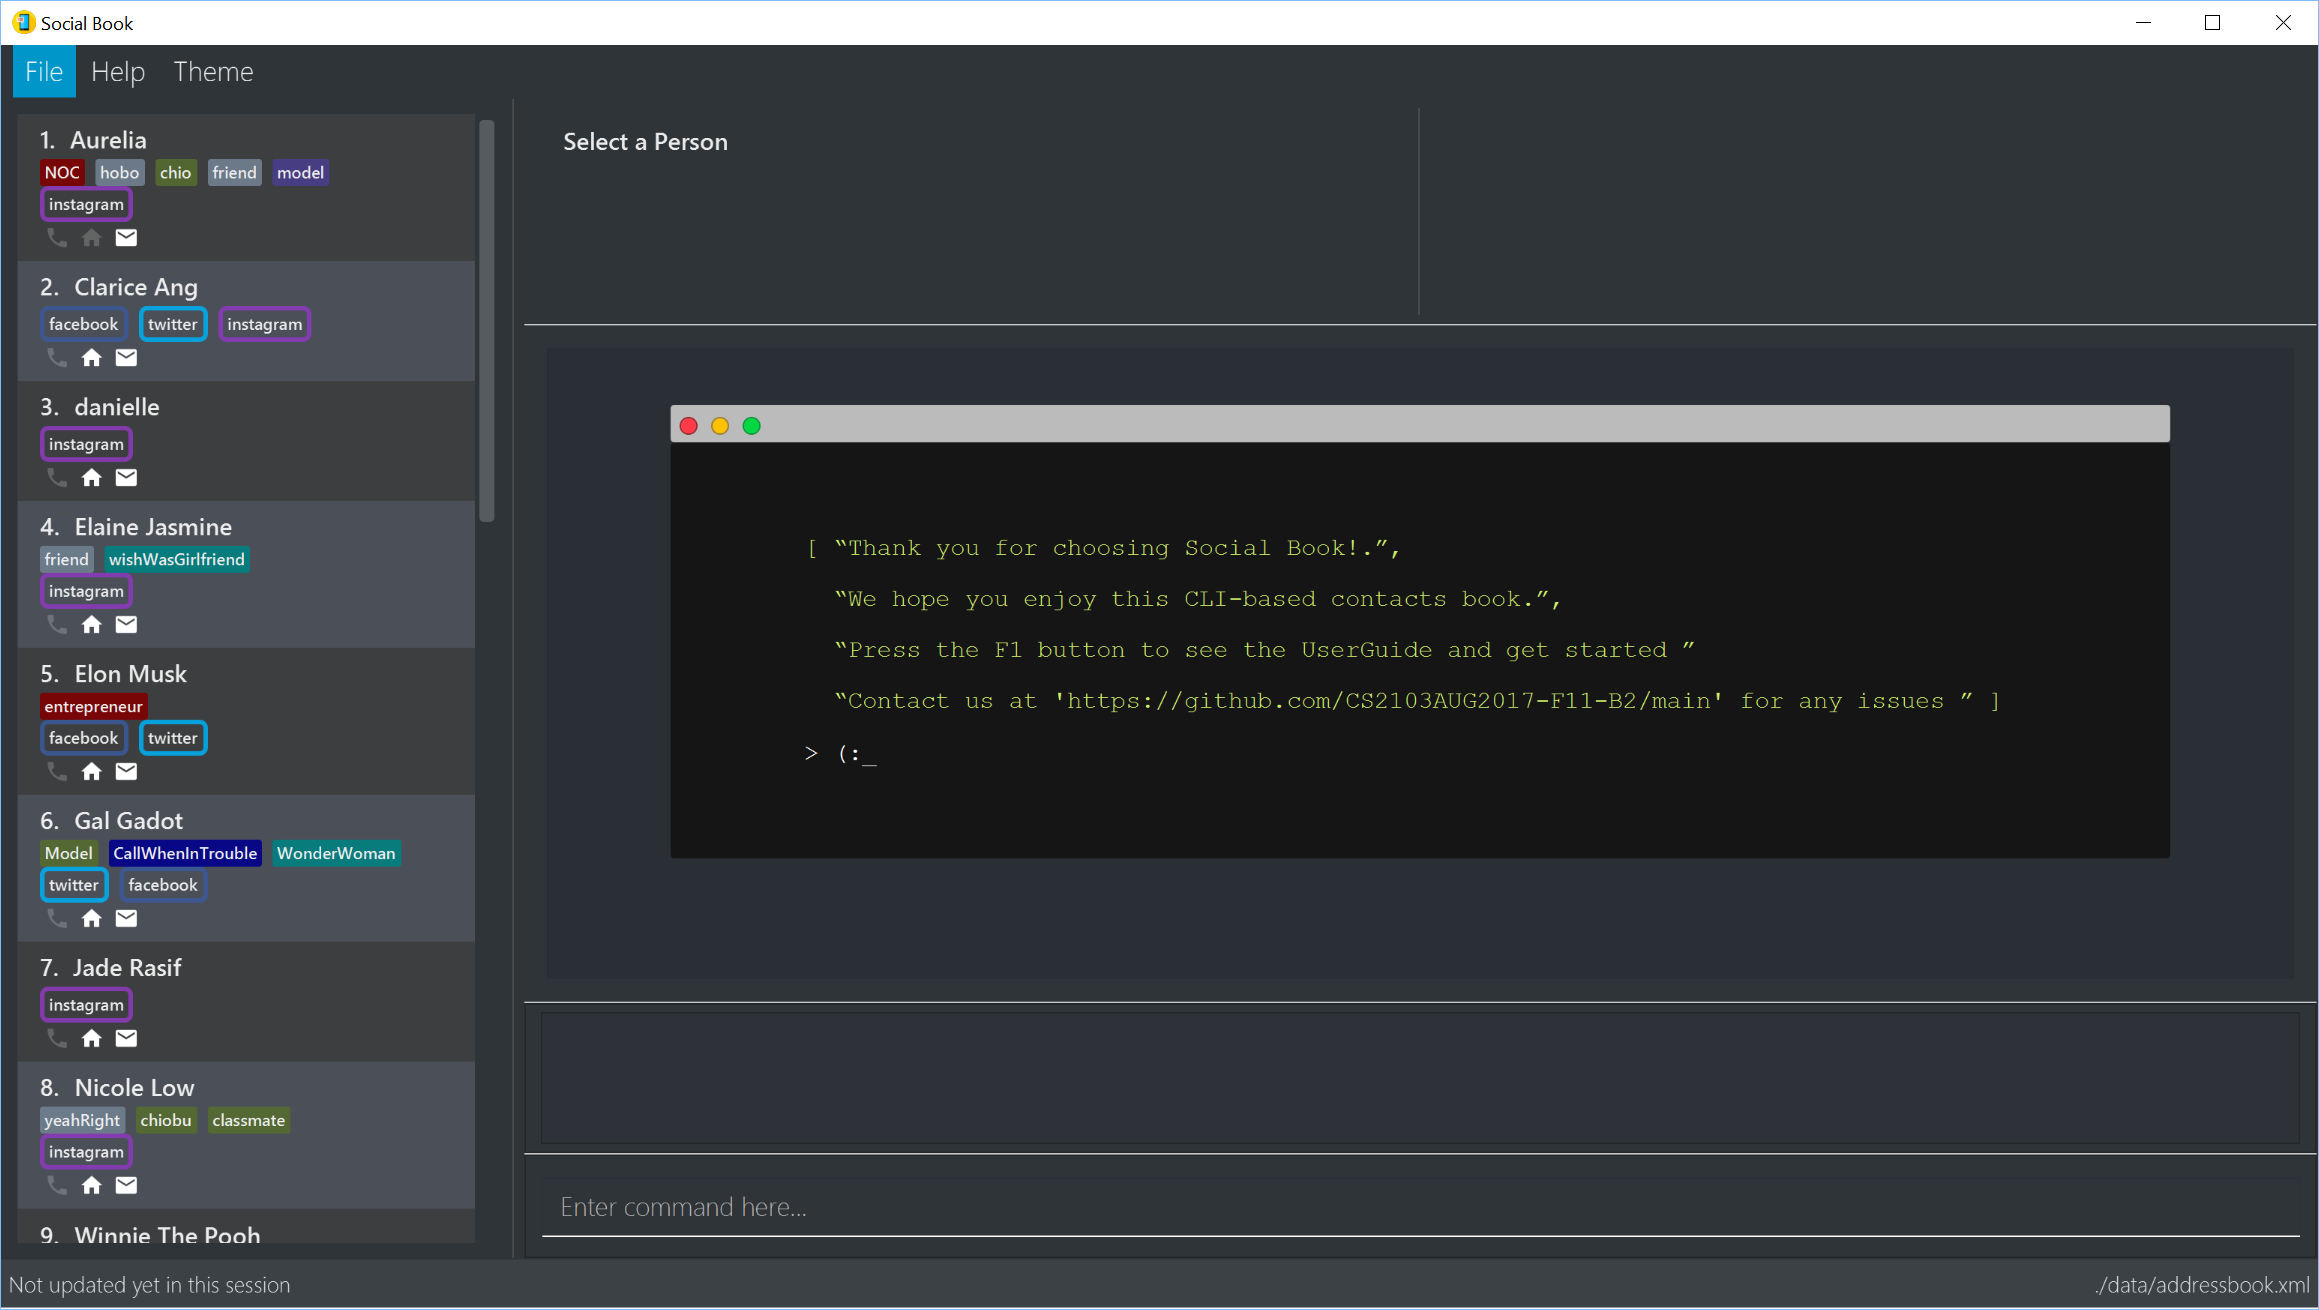 Social Book
File Help Theme
1. Aurelia
NOC hobo chio friend model
instagram
2. Clarice Ang
facebook twitter instagram
3. danielle
instagram
4. Elaine Jasmine
friend wishWasGirlfriend
instagram
5. Elon Musk
entrepreneur
facebook twitter
6. Gal Gadot
Model CallWhenInTrouble WonderWoman
twitter facebook
7. Jade Rasif
instagram
8. Nicole Low
yeahRight chiobu classmate
instagram
9. Winnie The Pooh
Select a Person
[ “Thank you for choosing Social Book!.”,
“We hope you enjoy this CLI-based contacts book.”,
“Press the F1 button to see the UserGuide and get started ”
“Contact us at 'https://github.com/CS2103AUG2017-F11-B2/main' for any issues ” ]
> (:_
Enter command here...
Not updated yet in this session
./data/addressbook.xml